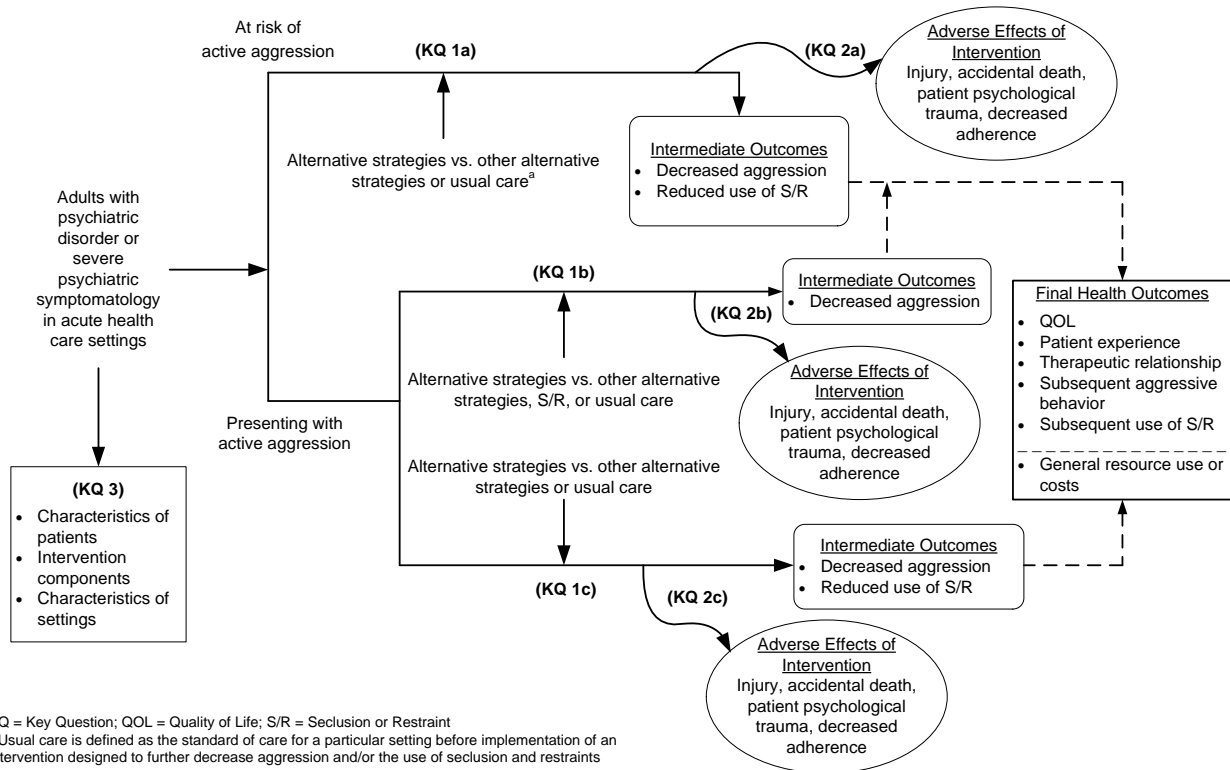 At risk of
active aggression
(KQ 1a)
(KQ 2a)
Adverse Effects of
Intervention
Injury, accidental death,
patient psychological
trauma, decreased
adherence
Alternative strategies vs. other alternative
strategies or usual careᵃ
Intermediate Outcomes
• Decreased aggression
• Reduced use of S/R
Adults with
psychiatric
disorder or
severe
psychiatric
symptomatology
in acute health
care settings
(KQ 1b)
Intermediate Outcomes
• Decreased aggression
(KQ 2b)
Alternative strategies vs. other alternative
strategies, S/R, or usual care
Adverse Effects of
Intervention
Injury, accidental death,
patient psychological
trauma, decreased
adherence
Final Health Outcomes
• QOL
• Patient experience
• Therapeutic relationship
• Subsequent aggressive
behavior
• Subsequent use of S/R
• General resource use or
costs
Presenting with
active aggression
Alternative strategies vs. other alternative
strategies or usual care
(KQ 3)
• Characteristics of
patients
• Intervention
components
• Characteristics of
settings
(KQ 1c)
Intermediate Outcomes
• Decreased aggression
• Reduced use of S/R
(KQ 2c)
Adverse Effects of
Intervention
Injury, accidental death,
patient psychological
trauma, decreased
adherence
Q = Key Question; QOL = Quality of Life; S/R = Seclusion or Restraint
Usual care is defined as the standard of care for a particular setting before implementation of an
tervention designed to further decrease aggression and/or the use of seclusion and restraints